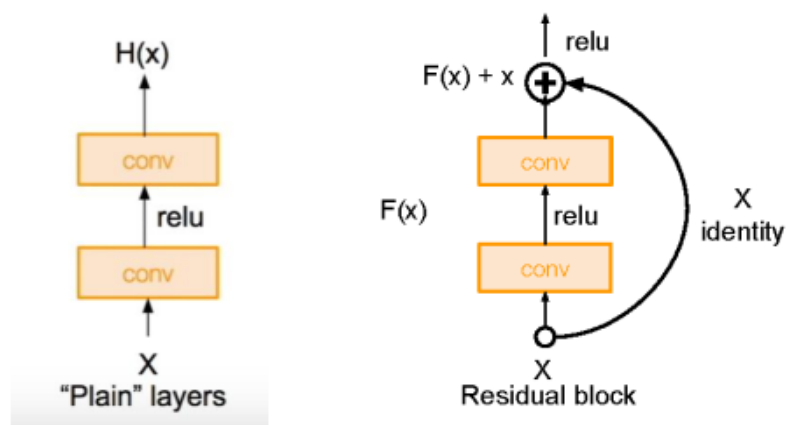 H(x)
conv
relu
conv
X
“Plain” layers
relu
F(x) + x
+
conv
F(x)
relu
X
identity
conv
X
Residual block